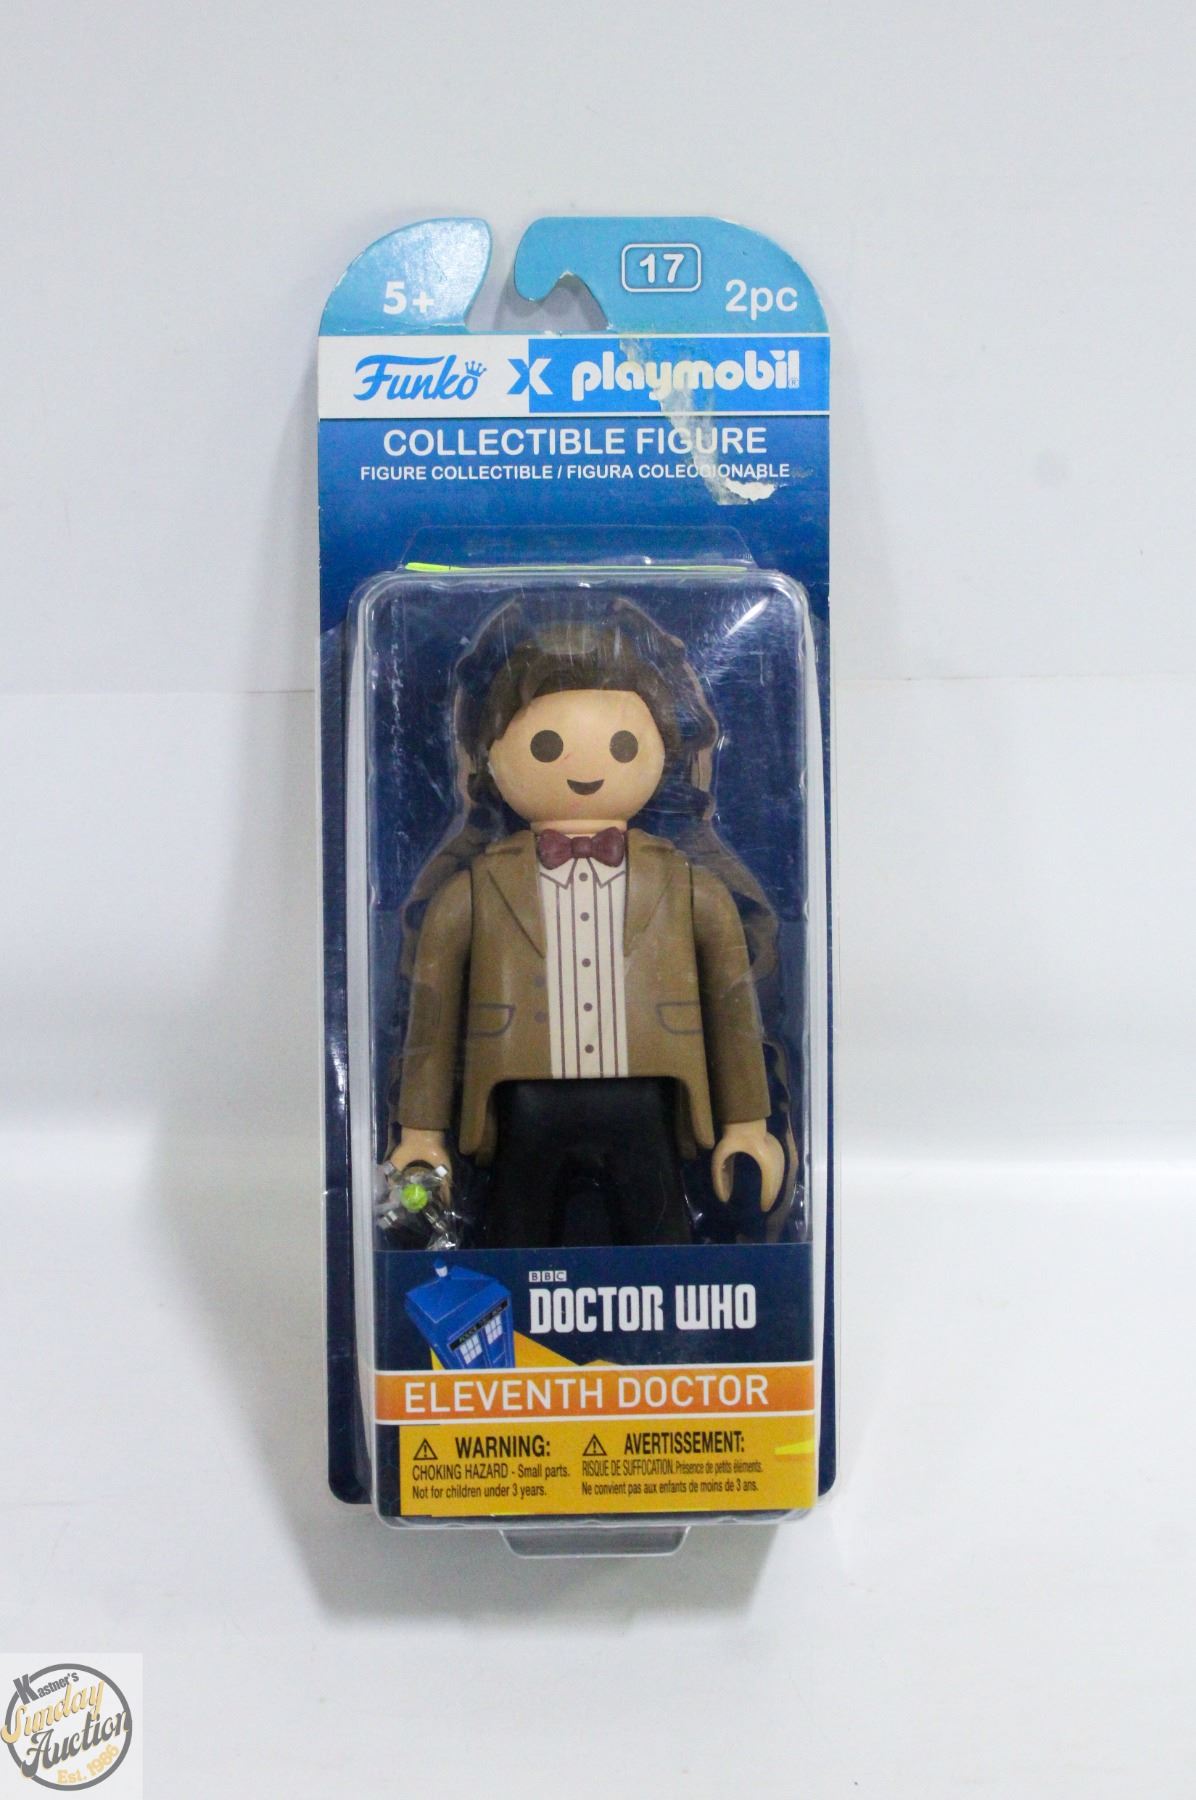 5+
17
2pc
Funko X playmobil®
COLLECTIBLE FIGURE
FIGURE COLLECTIBLE / FIGURA COLECCIONABLE
BBC
DOCTOR WHO
ELEVENTH DOCTOR
WARNING:
CHOKING HAZARD - Small parts.
Not for children under 3 years.
AVERTISSEMENT:
RISQUE DE SUFFOCATION. Présence de petits éléments.
Ne convient pas aux enfants de moins de 3 ans.
Kastner's
Sunday
Auction
Est. 1986